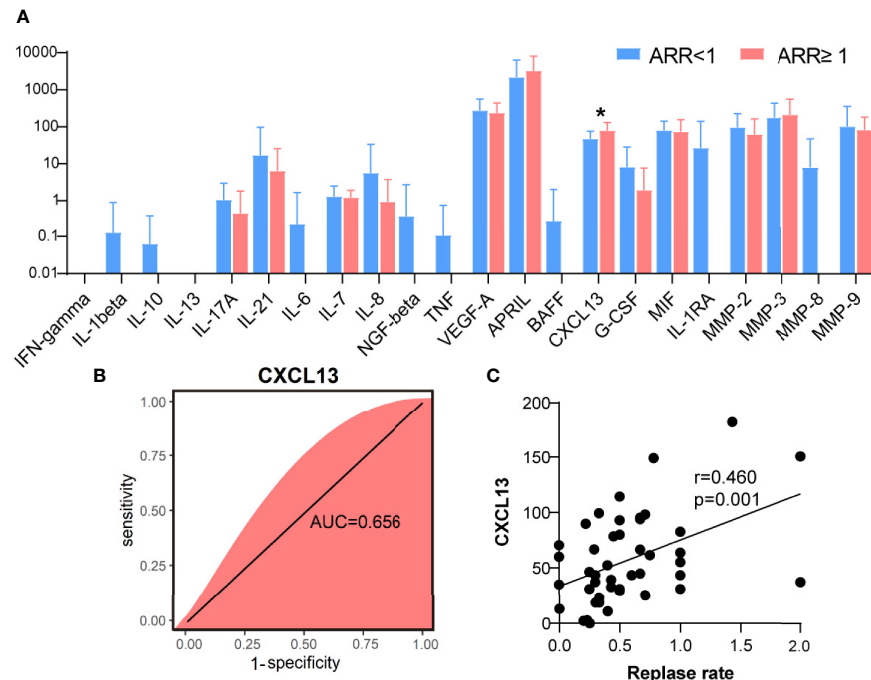 A
10000
1000
100
10
1
0.1
0.01
ARR<1
ARR≥ 1
*
IFN-gamma
IL-1beta
IL-10
IL-13
IL-17A
IL-21
IL-6
IL-7
IL-8
NGF-beta
TNF
VEGF-A
APRIL
BAFF
CXCL13
G-CSF
MIF
IL-1RA
MMP-2
MMP-3
MMP-8
MMP-9
B
CXCL13
sensitivity
1.00
0.75
0.50
0.25
0.00
AUC=0.656
0.00 0.25 0.50 0.75 1.00
1-specificity
C
CXCL13
200
150
100
50
0
r=0.460
p=0.001
0.0 0.5 1.0 1.5 2.0
Replase rate